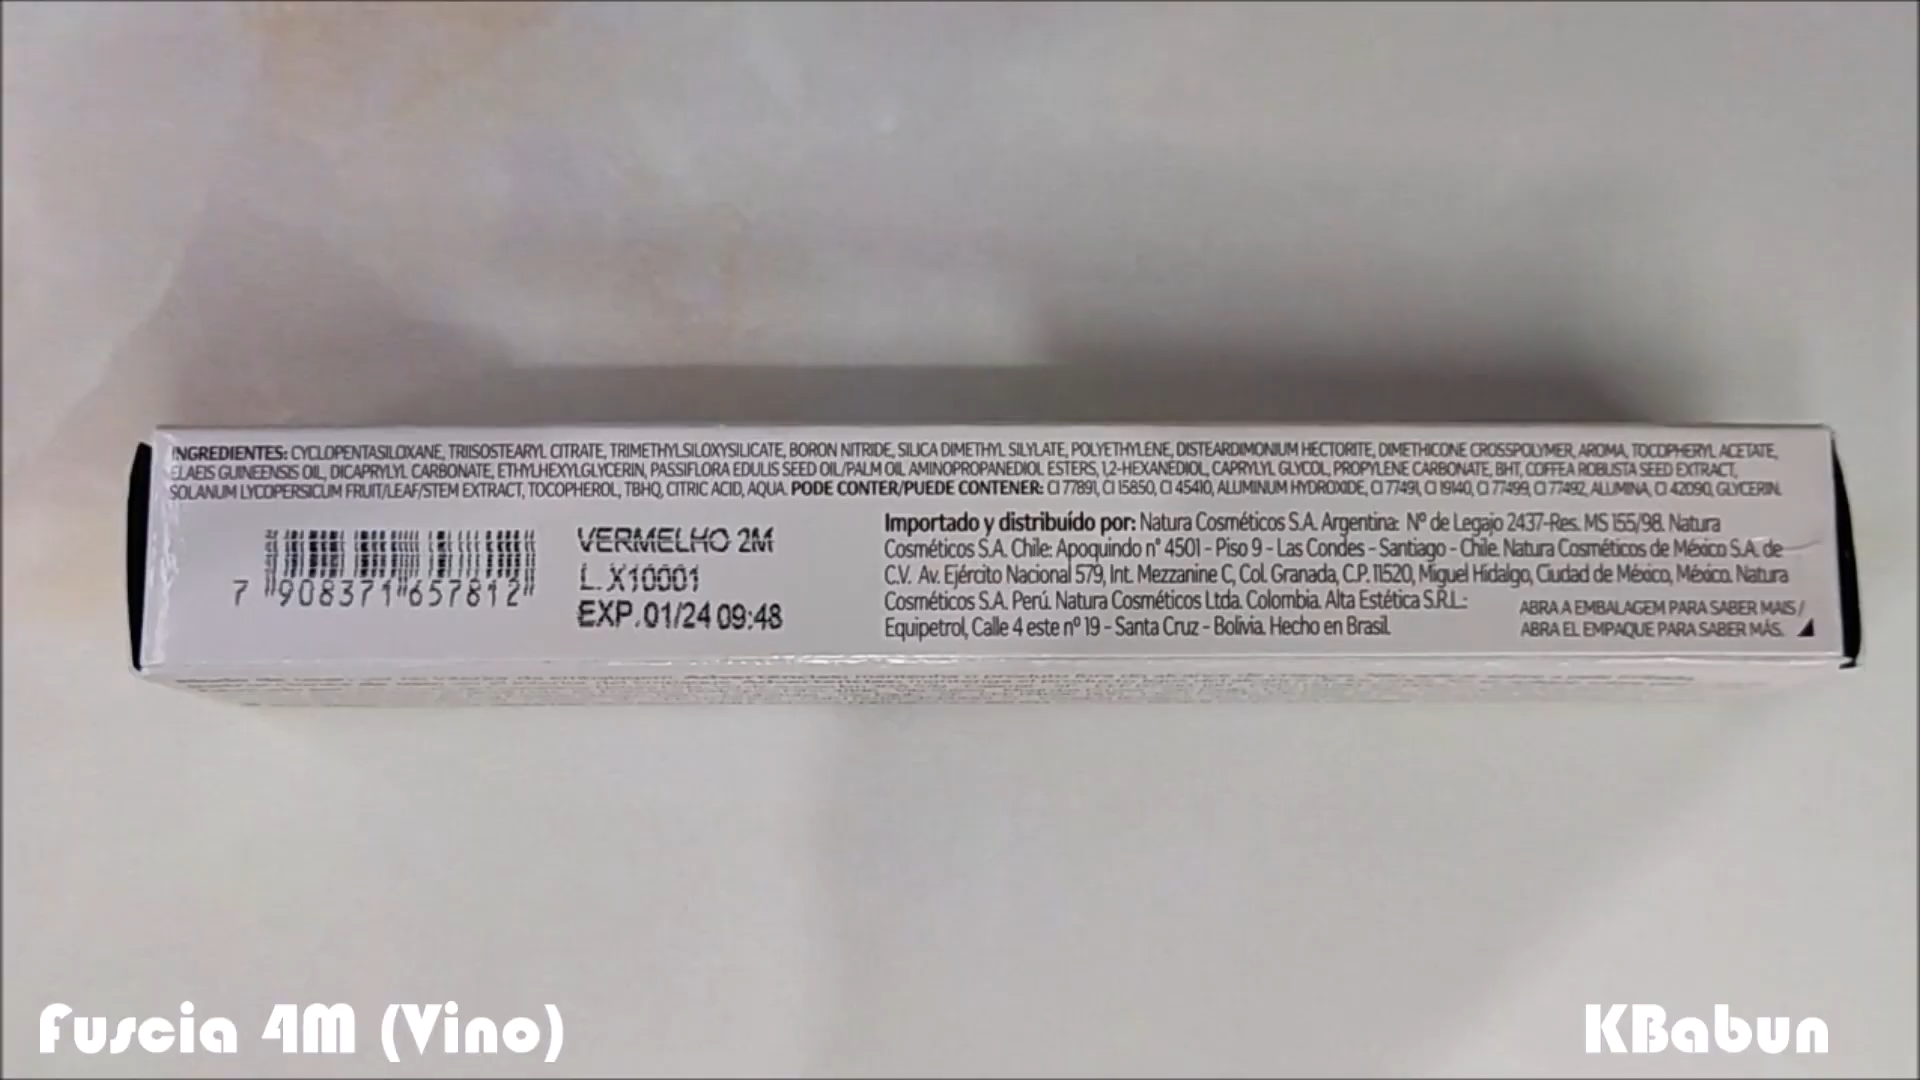 INGREDIENTES: CYCLOPENTASILOXANE, TRIISOSTEARYL CITRATE, TRIMETHYLSILOXYSILICATE, BORON NITRIDE, SILICA DIMETHYL SILYLATE, POLYETHYLENE, DISTEARDIMONIUM HECTORITE, DIMETHICONE CROSSPOLYMER, AROMA, TOCOPHERYL ACETATE,
ELAEIS GUINEENSIS OIL, DICAPRYLYL CARBONATE, ETHYLHEXYLGLYCERIN, PASSIFLORA EDULIS SEED OIL/PALM OIL AMINOPROPANEDIOL ESTERS, 1,2-HEXANEDIOL, CAPRYLYL GLYCOL, PROPYLENE CARBONATE, BHT, COFFEA ROBUSTA SEED EXTRACT,
SOLANUM LYCOPERSICUM FRUIT/LEAF/STEM EXTRACT, TOCOPHEROL, TBHQ, CITRIC ACID, AQUA. PODE CONTER/PUEDE CONTENER: CI 77891, CI 15850, CI 45410, ALUMINUM HYDROXIDE, CI 77491, CI 19140, CI 77499, CI 77492, ALUMINA, CI 42090, GLYCERIN.
7 908371 657812
VERMELHO 2M
L.X10001
EXP.01/24 09:48
Importado y distribuído por: Natura Cosméticos S.A. Argentina: Nº de Legajo 2437-Res. MS 155/98. Natura
Cosméticos S.A. Chile: Apoquindo n° 4501 - Piso 9 - Las Condes - Santiago - Chile. Natura Cosméticos de México S.A. de
C.V. Av. Ejército Nacional 579, Int. Mezzanine C, Col. Granada, C.P. 11520, Miguel Hidalgo, Ciudad de México, México. Natura
Cosméticos S.A. Perú. Natura Cosméticos Ltda. Colombia. Alta Estética S.R.L.:
Equipetrol, Calle 4 este nº 19 - Santa Cruz - Bolivia. Hecho en Brasil.
ABRA A EMBALAGEM PARA SABER MAIS /
ABRA EL EMPAQUE PARA SABER MÁS.
Fuscia 4M (Vino)
KBabun